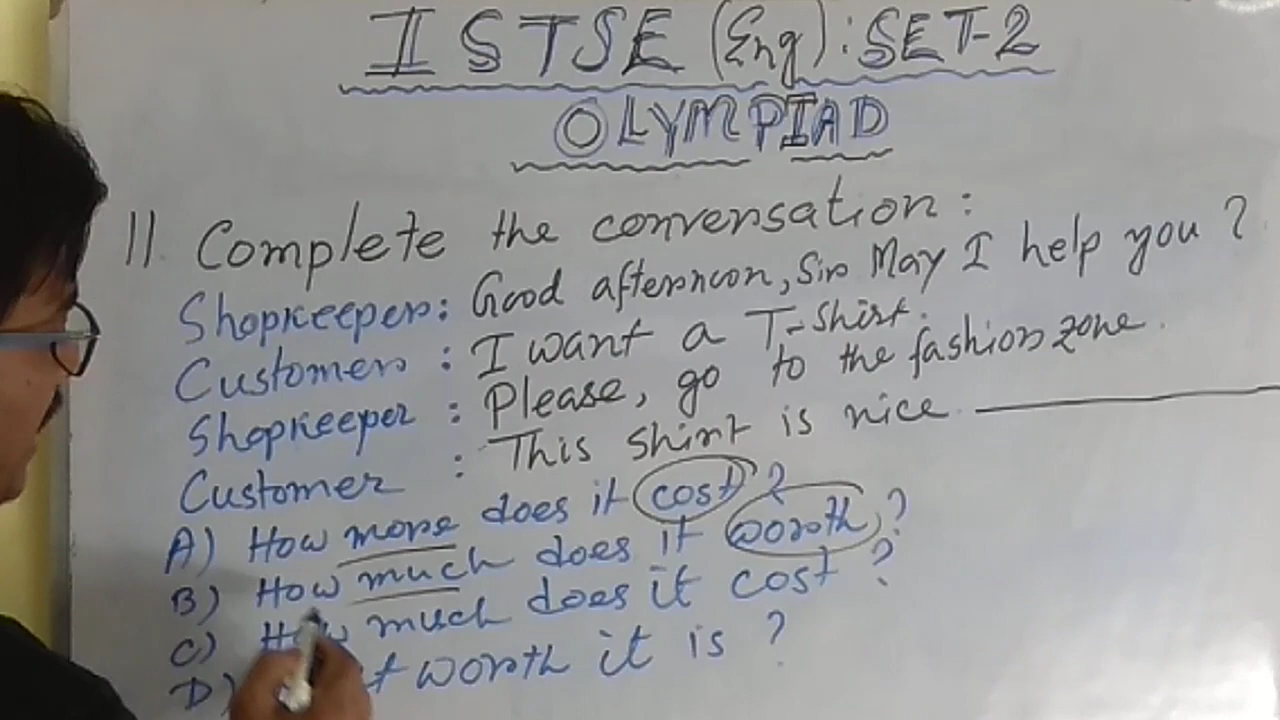 ISTSE (Eng): SET-2
OLYMPIAD
11. Complete the conversation:
Shopkeeper: Good afternoon, Sir May I help you?
Customer : I want a T-Shirt.
Shopkeeper : Please, go to the fashion zone.
Customer : This shirt is nice.
A) How more does it cost?
B) How much does it worth?
C) How much does it cost?
D) worth it is?